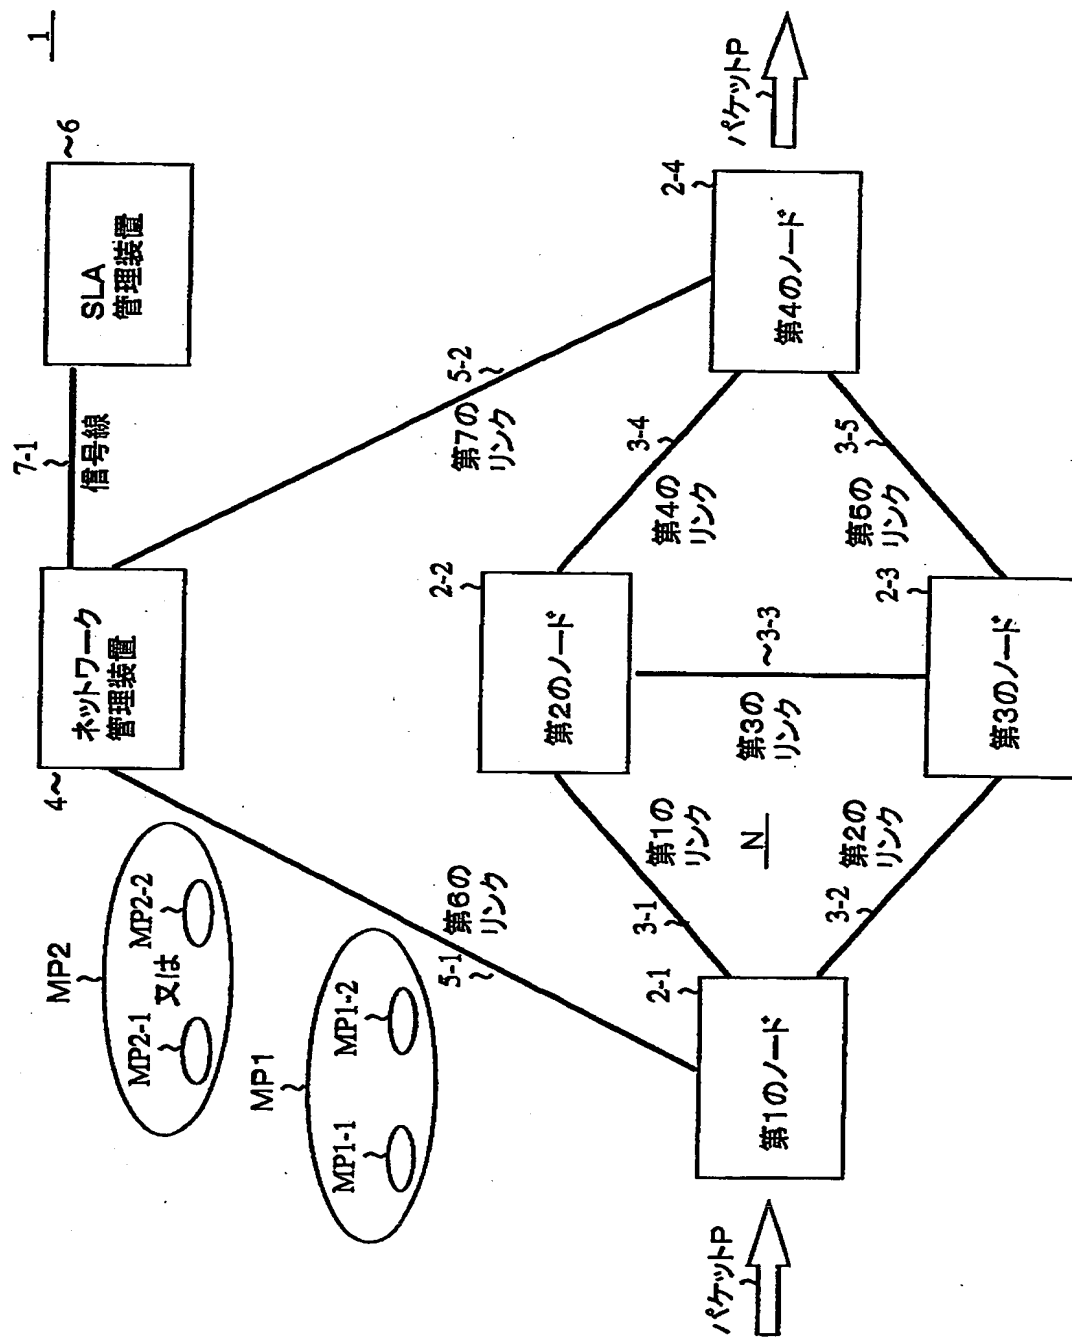 1
MP2
MP2-1
又は
MP2-2
4
ネットワーク
管理装置
7-1
信号線
6
SLA
管理装置
MP1
MP1-1
MP1-2
5-1
第6の
リンク
5-2
第7の
リンク
2-2
第2のノード
3-1
第1の
リンク
3-4
第4の
リンク
パケットP
2-1
第1のノード
N
第3の
リンク
3-3
2-4
第4のノード
パケットP
3-2
第2の
リンク
3-5
第5の
リンク
2-3
第3のノード